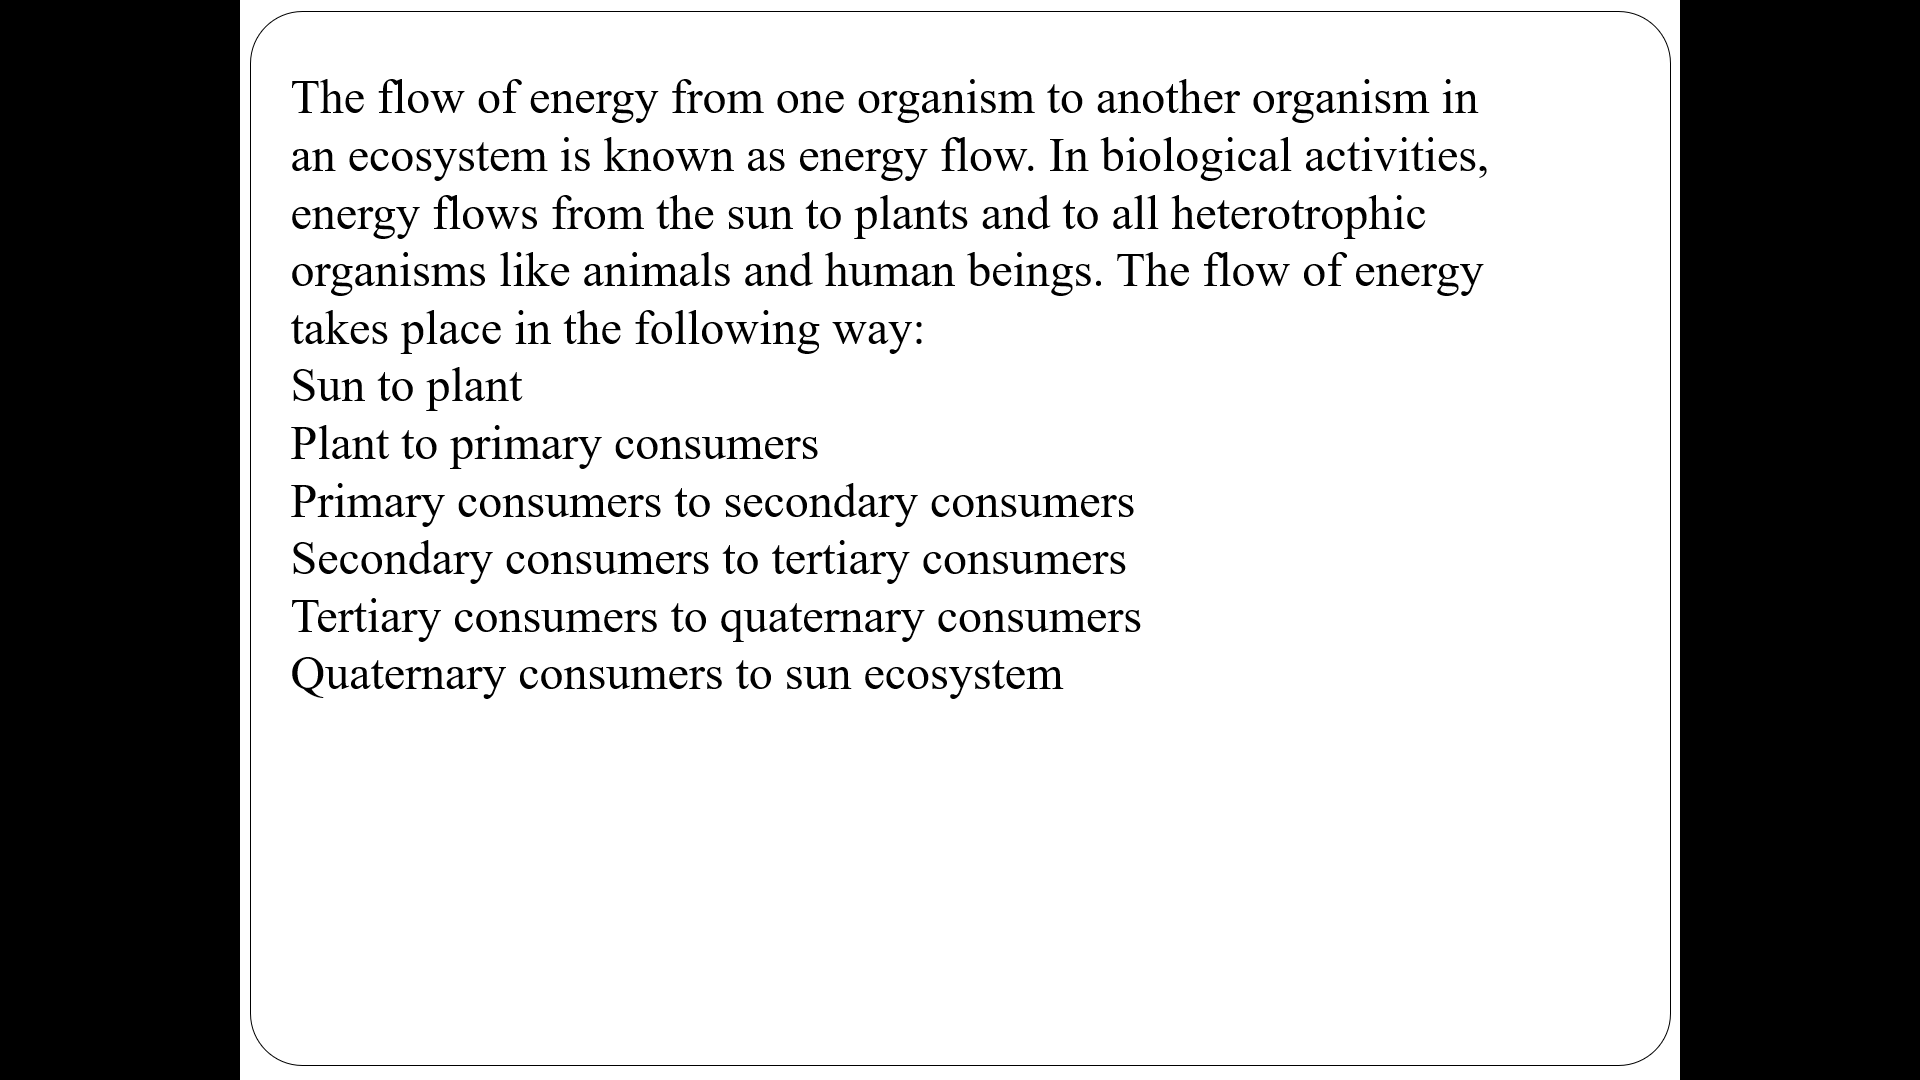 The flow of energy from one organism to another organism in
an ecosystem is known as energy flow. In biological activities,
energy flows from the sun to plants and to all heterotrophic
organisms like animals and human beings. The flow of energy
takes place in the following way:
Sun to plant
Plant to primary consumers
Primary consumers to secondary consumers
Secondary consumers to tertiary consumers
Tertiary consumers to quaternary consumers
Quaternary consumers to sun ecosystem